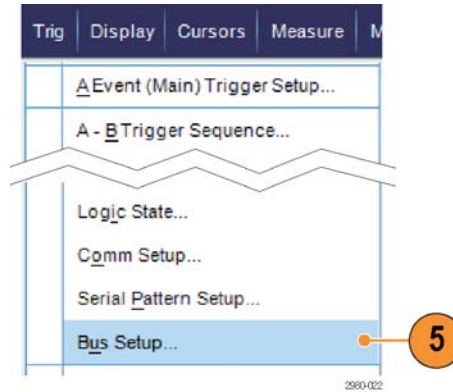 Trig Display Cursors Measure M
A Event (Main) Trigger Setup...
A - B Trigger Sequence...
Logic State...
Comm Setup...
Serial Pattern Setup...
Bus Setup...
5
2980-022